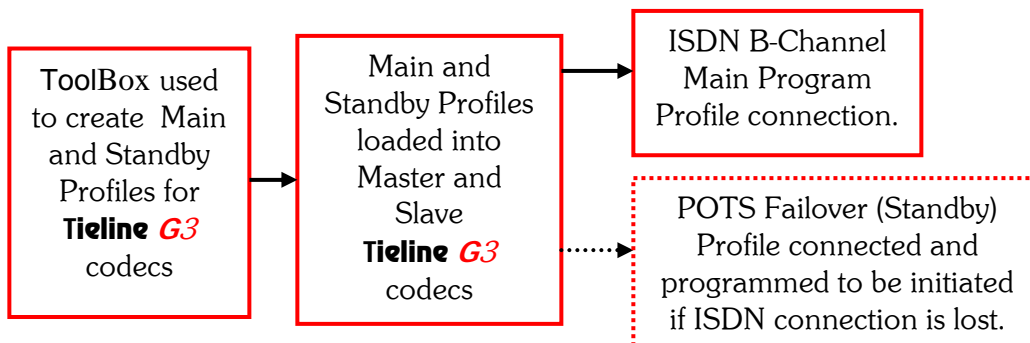 ToolBox used
to create Main
and Standby
Profiles for
Tieline G3
codecs
Main and
Standby Profiles
loaded into
Master and
Slave
Tieline G3
codecs
ISDN B-Channel
Main Program
Profile connection.
POTS Failover (Standby)
Profile connected and
programmed to be initiated
if ISDN connection is lost.